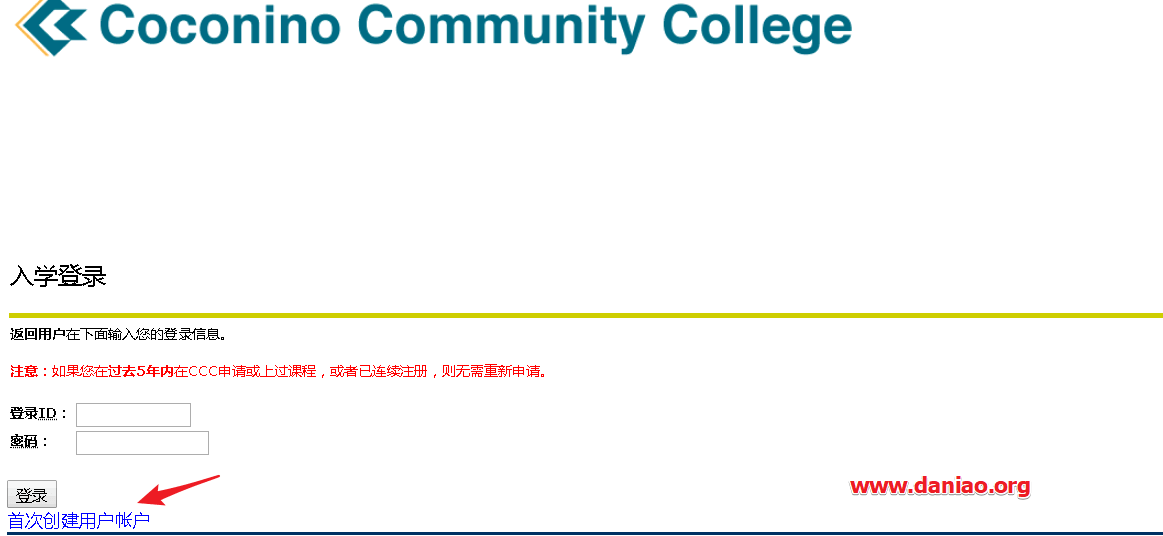 Coconino Community College
入学登录
返回用户在下面输入您的登录信息。
注意：如果您在过去5年内在CCC申请或上过课程，或者已连续注册，则无需重新申请。
登录ID：
密码：
登录
www.daniao.org
首次创建用户帐户